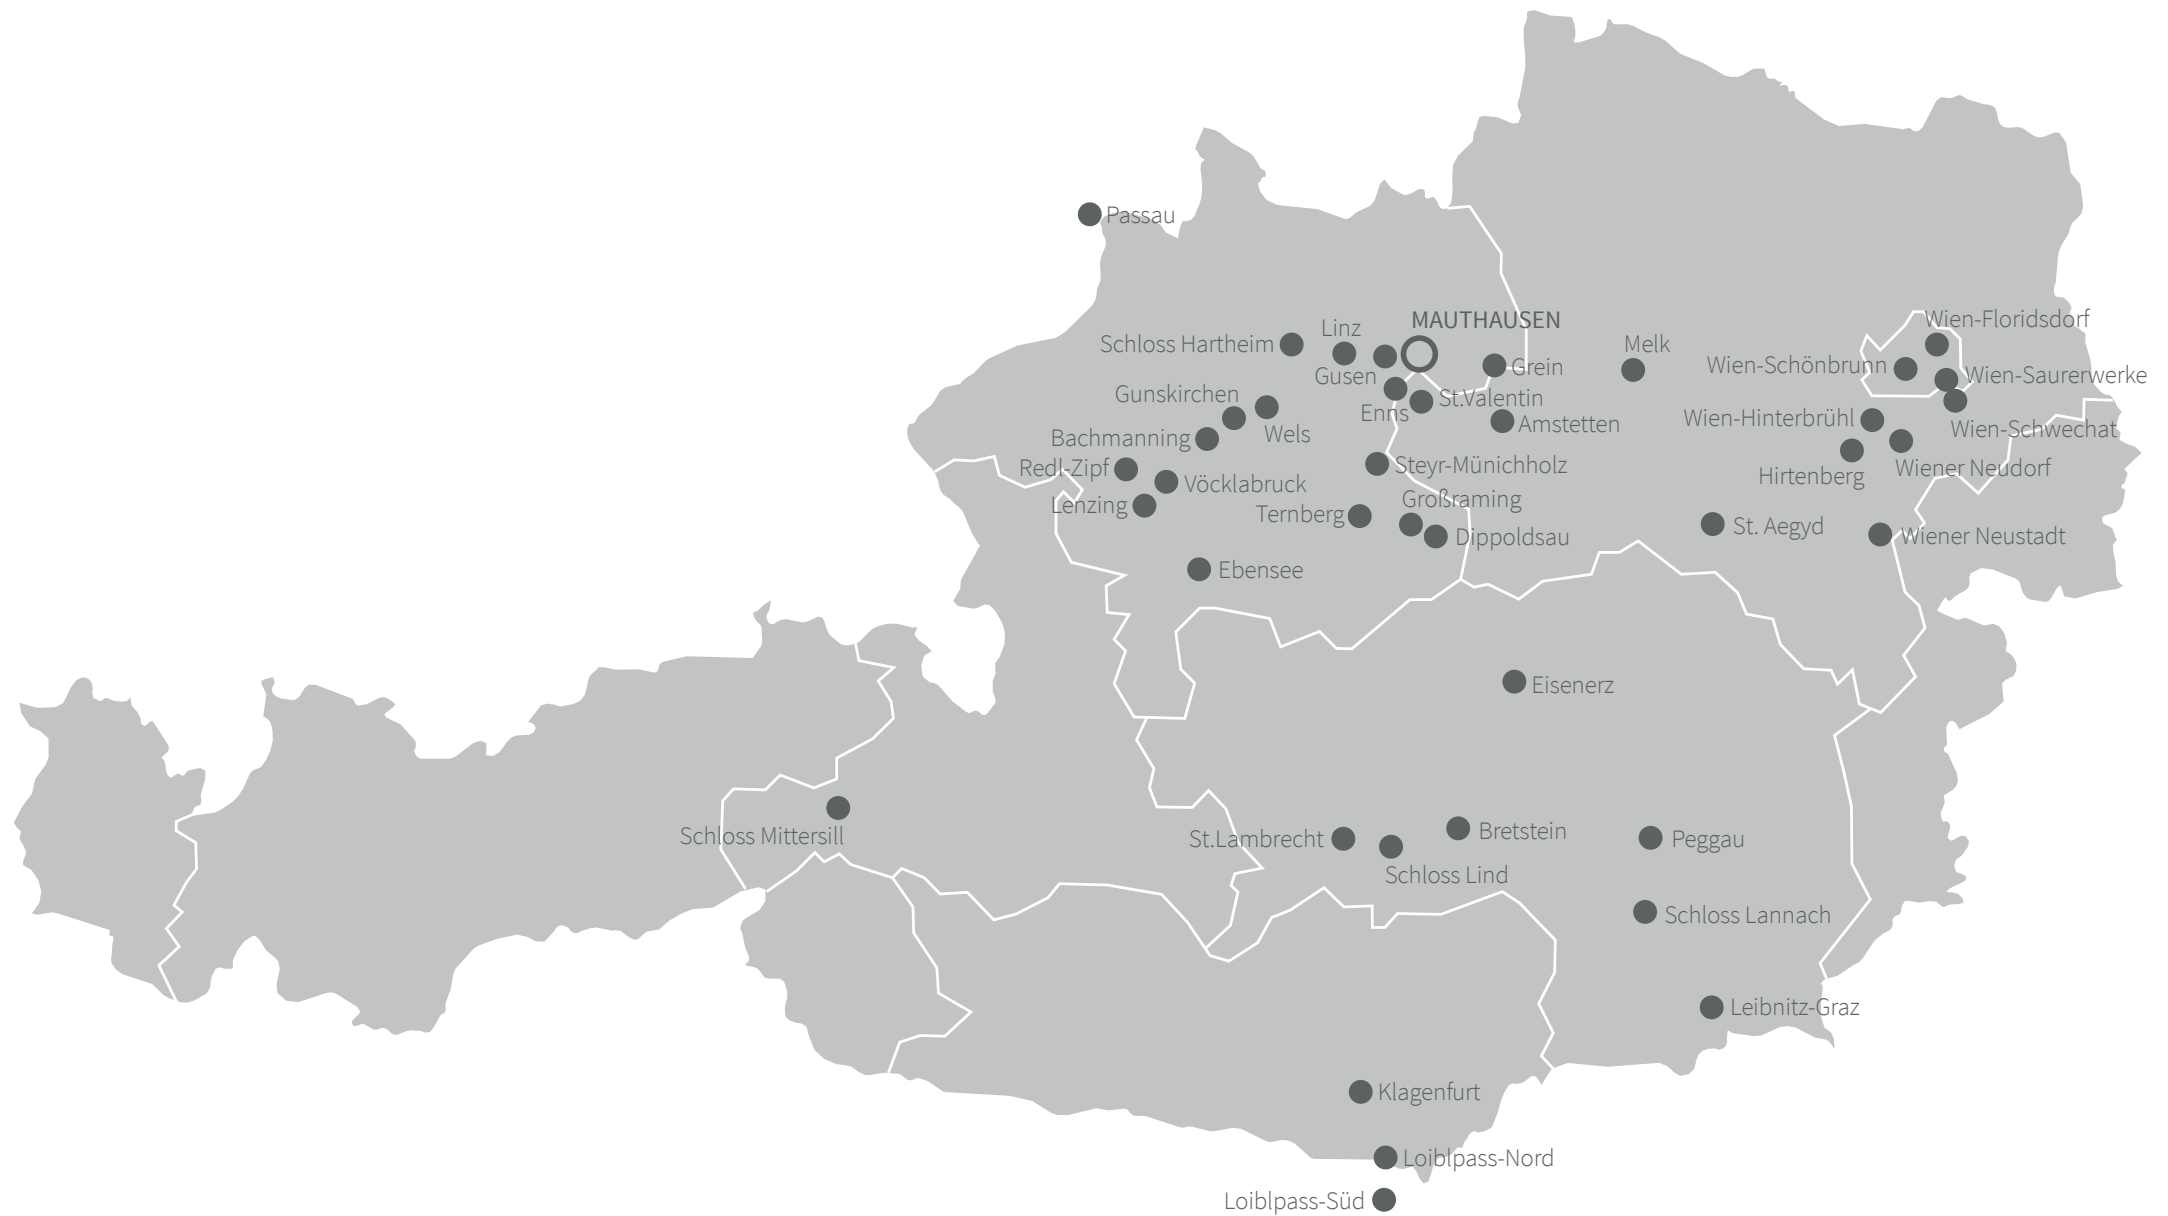 Passau
Wien-Floridsdorf
MAUTHAUSEN
Linz
Schloss Hartheim
Melk
Wien-Schönbrunn
Grein
Gusen
Wien-Saurerwerke
Gunskirchen
St.Valentin
Enns
Wien-Hinterbrühl
Amstetten
Wien-Schwechat
Wels
Bachmanning
Steyr-Münichholz
Redl-Zipf
Wiener Neudorf
Hirtenberg
Vöcklabruck
Großraming
Lenzing
Ternberg
St. Aegyd
Wiener Neustadt
Dippoldsau
Ebensee
Eisenerz
Bretstein
Schloss Mittersill
St.Lambrecht
Peggau
Schloss Lind
Schloss Lannach
Leibnitz-Graz
Klagenfurt
Loiblpass-Nord
Loiblpass-Süd